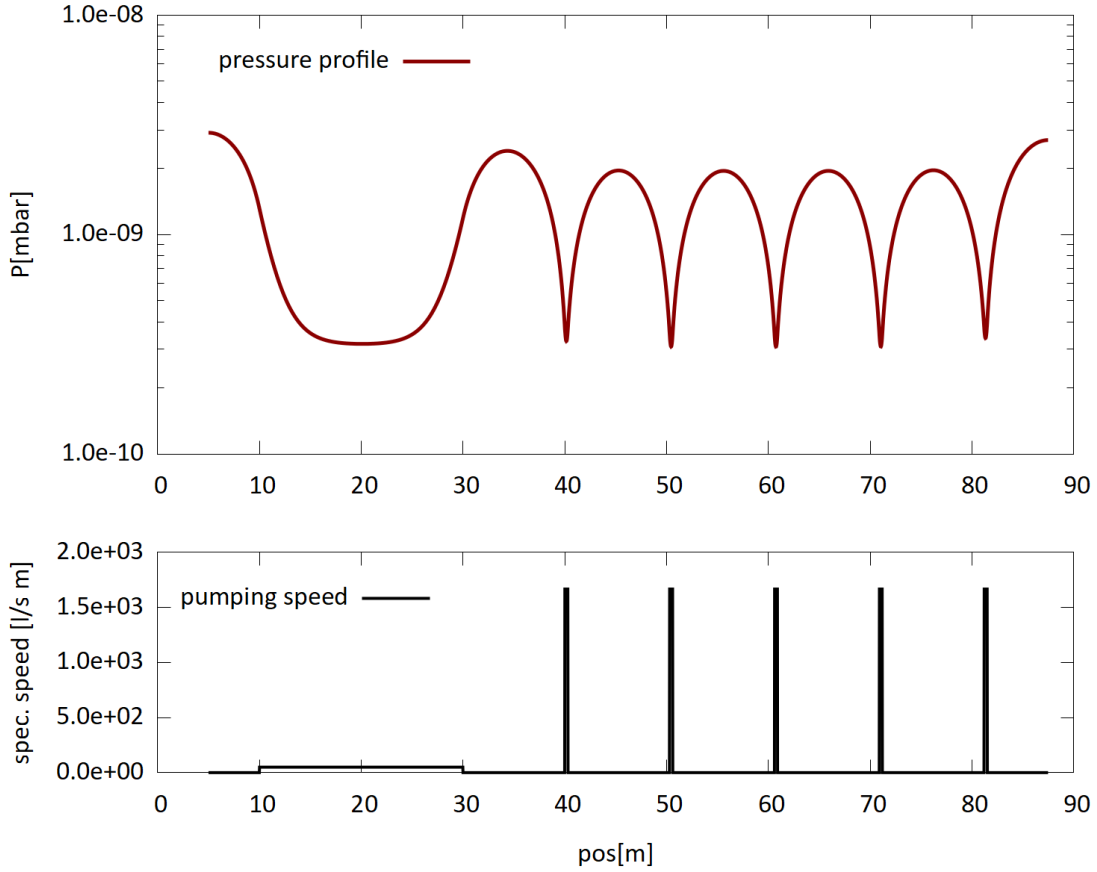 1.0e-08
pressure profile
P[mbar]
1.0e-09
1.0e-10
0 10 20 30 40 50 60 70 80 90
2.0e+03
pumping speed
1.5e+03
spec. speed [l/s m]
1.0e+03
5.0e+02
0.0e+00
0 10 20 30 40 50 60 70 80 90
pos[m]